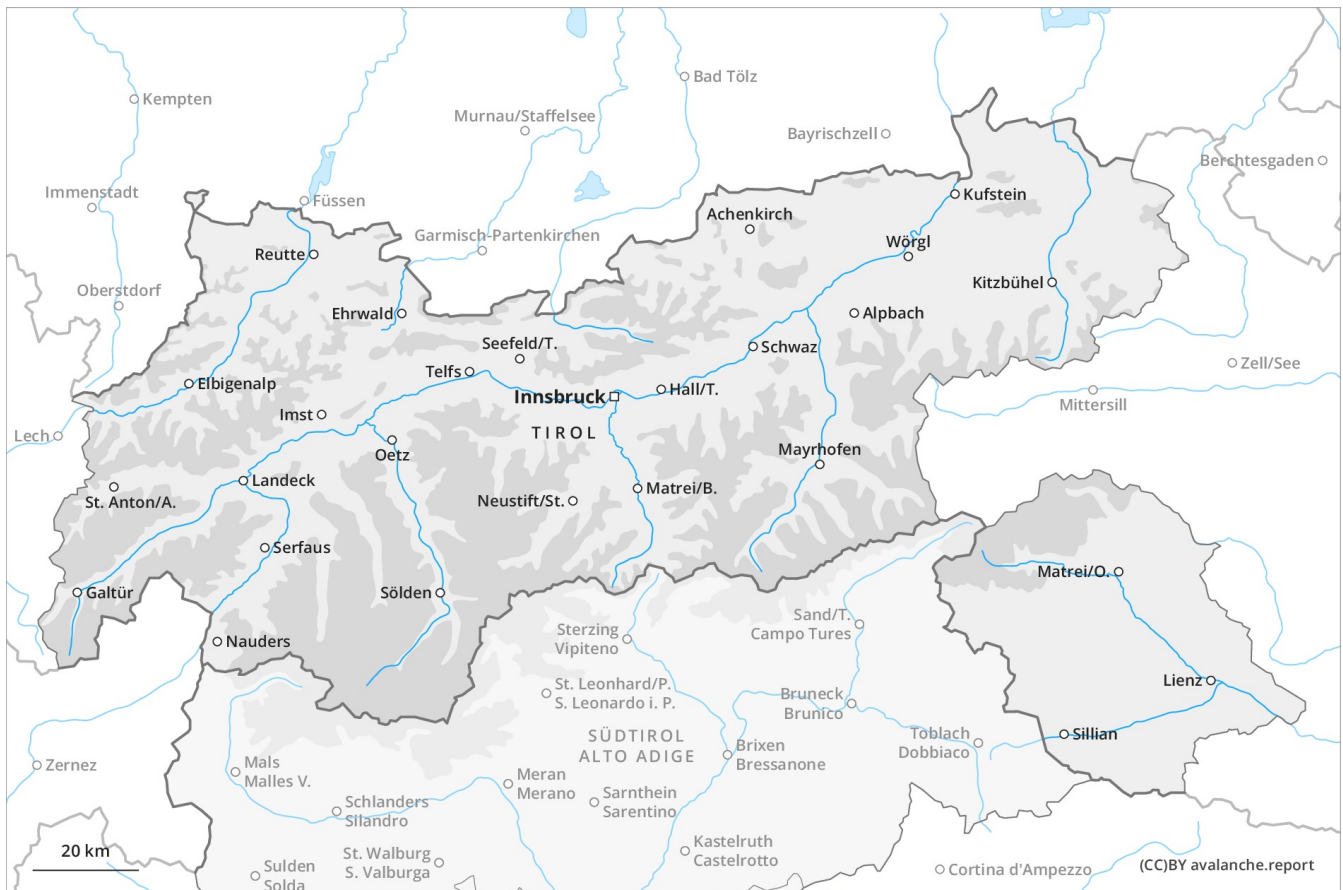 Kempten
Bad Tölz
Murnau/Staffelsee
Bayrischzell
Berchtesgaden
Immenstadt
Füssen
Kufstein
Achenkirch
Garmisch-Partenkirchen
Wörgl
Reutte
Kitzbühel
Oberstdorf
Ehrwald
Alpbach
Seefeld/T.
Schwaz
Zell/See
Telfs
Elbigenalp
Hall/T.
Innsbruck
Mittersill
Imst
TIROL
Lech
Oetz
Mayrhofen
Landeck
Matrei/B.
St. Anton/A.
Neustift/St.
Serfaus
Matrei/O.
Galtür
Sölden
Sand/T.
Campo Tures
Sterzing
Vipiteno
Nauders
Lienz
St. Leonhard/P.
S. Leonardo i. P.
Bruneck
Brunico
SÜDTIROL
ALTO ADIGE
Toblach
Dobbiaco
Sillian
Brixen
Bressanone
Zernez
Mals
Malles V.
Meran
Merano
Sarnthein
Sarentino
Schlanders
Silandro
Kastelruth
Castelrotto
20 km
St. Walburg
S. Valburga
Sulden
Solda
Cortina d'Ampezzo
(CC)BY avalanche.report